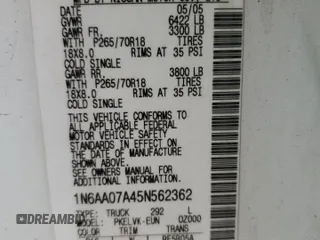 DATE 05/05
GVWR 6422 LB
GAWR FR 3300 LB
WITH P265/70R18 TIRES
18X8.0 RIMS AT 35 PSI
COLD SINGLE
GAWR RR 3800 LB
WITH P265/70R18 TIRES
18X8.0 RIMS AT 35 PSI
COLD SINGLE
THIS VEHICLE CONFORMS TO
ALL APPLICABLE FEDERAL
MOTOR VEHICLE SAFETY
STANDARDS IN EFFECT ON
THE DATE OF MANUFACTURE
SHOWN ABOVE.
SEE OWNERS MANUAL FOR
ADDITIONAL INFORMATION.
1N6AA07A45N562362
TYPE: TRUCK 292 L
MODEL: PKELVK-EUN 0Z000
COLOR TRIM TRANS
AutoBidMaster